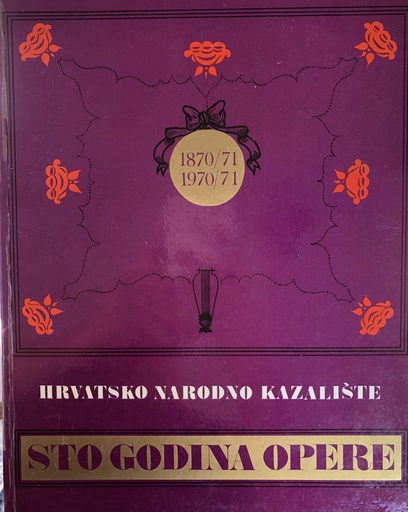 1870/71
1970/71
HRVATSKO NARODNO KAZALIŠTE
STO GODINA OPERE